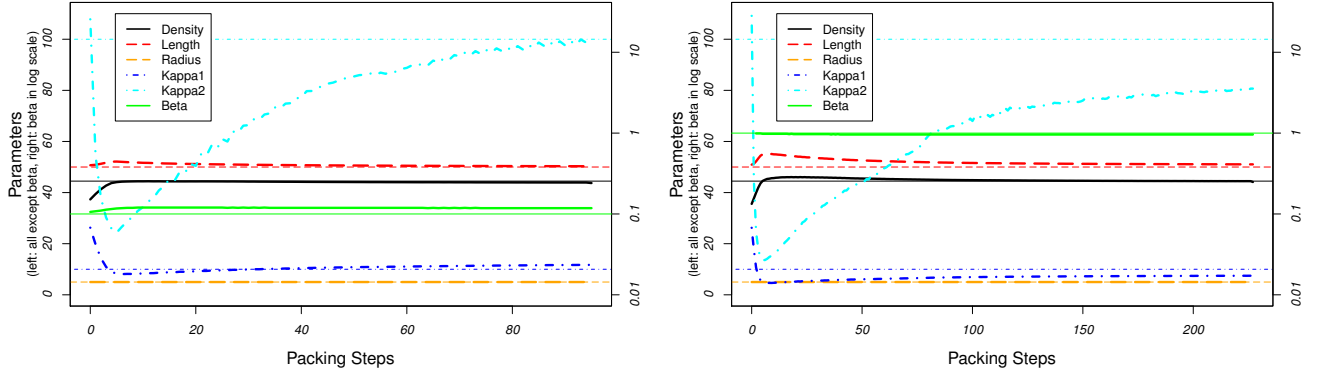 Parameters
(left: all except beta, right: beta in log scale)
0 20 40 60 80 100
Density
Length
Radius
Kappa1
Kappa2
Beta
0.01 0.1 1 10
0 20 40 60 80
Packing Steps
Parameters
(left: all except beta, right: beta in log scale)
0 20 40 60 80 100
Density
Length
Radius
Kappa1
Kappa2
Beta
0.01 0.1 1 10
0 50 100 150 200
Packing Steps